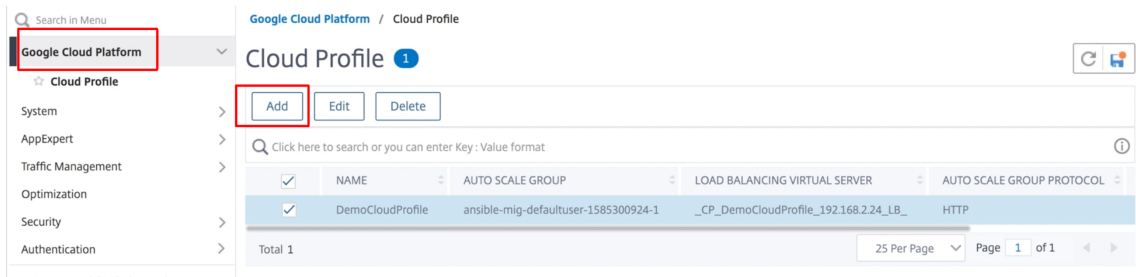 Search in Menu
Google Cloud Platform
Cloud Profile
System
AppExpert
Traffic Management
Optimization
Security
Authentication
Google Cloud Platform / Cloud Profile
Cloud Profile 1
Add Edit Delete
Click here to search or you can enter Key : Value format
NAME AUTO SCALE GROUP LOAD BALANCING VIRTUAL SERVER AUTO SCALE GROUP PROTOCOL
DemoCloudProfile ansible-mig-defaultuser-1585300924-1 _CP_DemoCloudProfile_192.168.2.24_LB_ HTTP
Total 1 25 Per Page Page 1 of 1